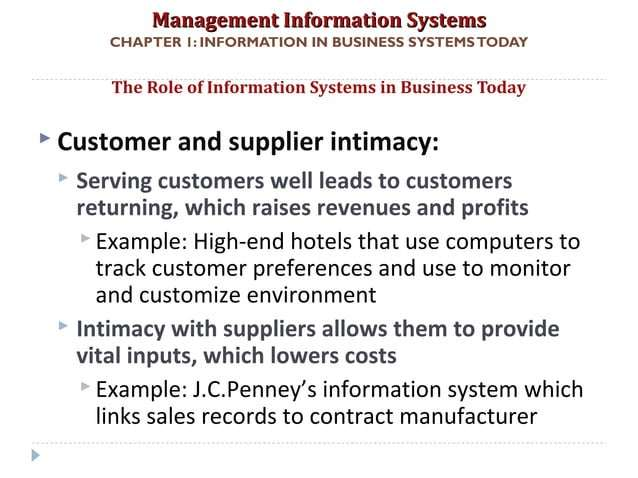 Management Information Systems
CHAPTER 1: INFORMATION IN BUSINESS SYSTEMS TODAY
The Role of Information Systems in Business Today
Customer and supplier intimacy:
Serving customers well leads to customers
returning, which raises revenues and profits
Example: High-end hotels that use computers to
track customer preferences and use to monitor
and customize environment
Intimacy with suppliers allows them to provide
vital inputs, which lowers costs
Example: J.C.Penney’s information system which
links sales records to contract manufacturer